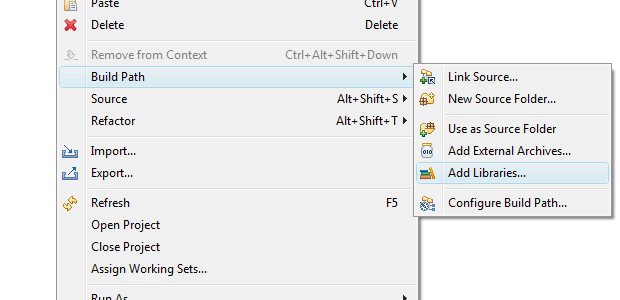 Paste Ctrl+V
Delete Delete
Remove from Context Ctrl+Alt+Shift+Down
Build Path
Source Alt+Shift+S
Refactor Alt+Shift+T
Import...
Export...
Refresh F5
Open Project
Close Project
Assign Working Sets...
Run As
Link Source...
New Source Folder...
Use as Source Folder
010
Add External Archives...
Add Libraries...
Configure Build Path...